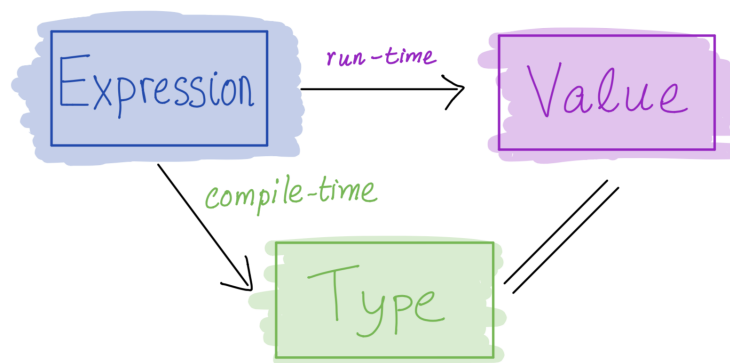 Expression
run-time
Value
compile-time
Type